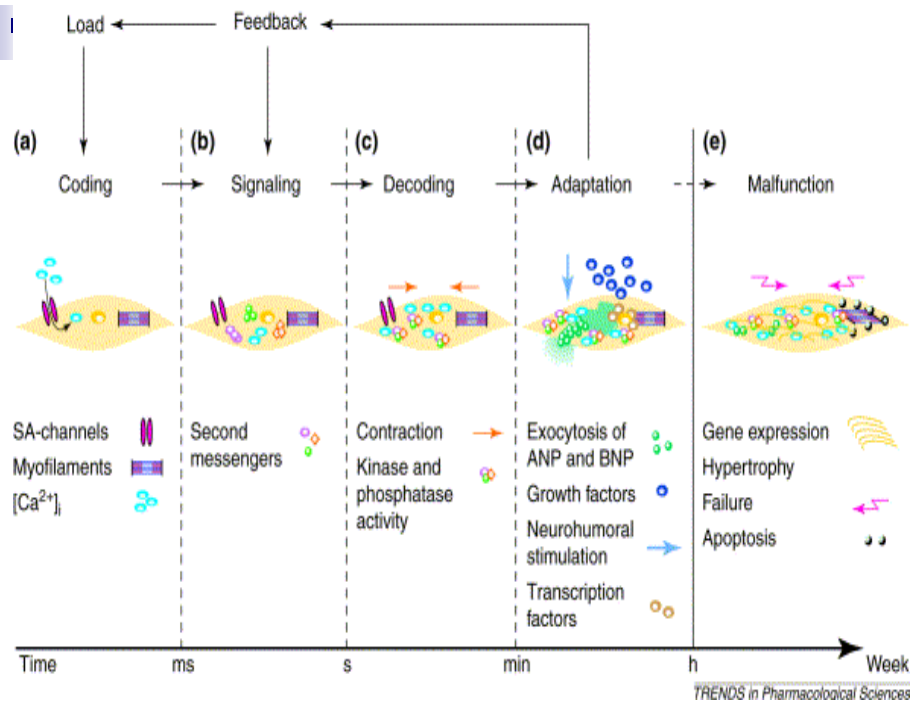 Load
Feedback
(a)
(b)
(c)
(d)
(e)
Coding
Signaling
Decoding
Adaptation
Malfunction
SA-channels
Myofilaments
[Ca2+]i
Second
messengers
Contraction
Kinase and
phosphatase
activity
Exocytosis of
ANP and BNP
Growth factors
Neurohumoral
stimulation
Transcription
factors
Gene expression
Hypertrophy
Failure
Apoptosis
Time
ms
s
min
h
Week
TRENDS in Pharmacological Sciences